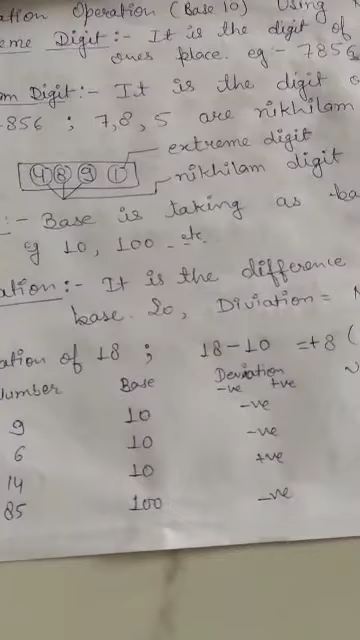 ation Operation (Base 10) Using
eme Digit:- It is the digit of
ones place. eg - 7856
am Digit:- It is the digit
856 ; 7, 8, 5 are nikhilam
extreme digit
4 8 9 1
nikhilam digit
:- Base is taking as ba
g 10, 100 - etc.
ation:- It is the difference
base. So, Diviation =
ation of 18 ; 18 - 10 = +8 (
Number Base Deviation
-ve +ve
9 10 -ve
6 10 -ve
14 10 +ve
85 100 -ve